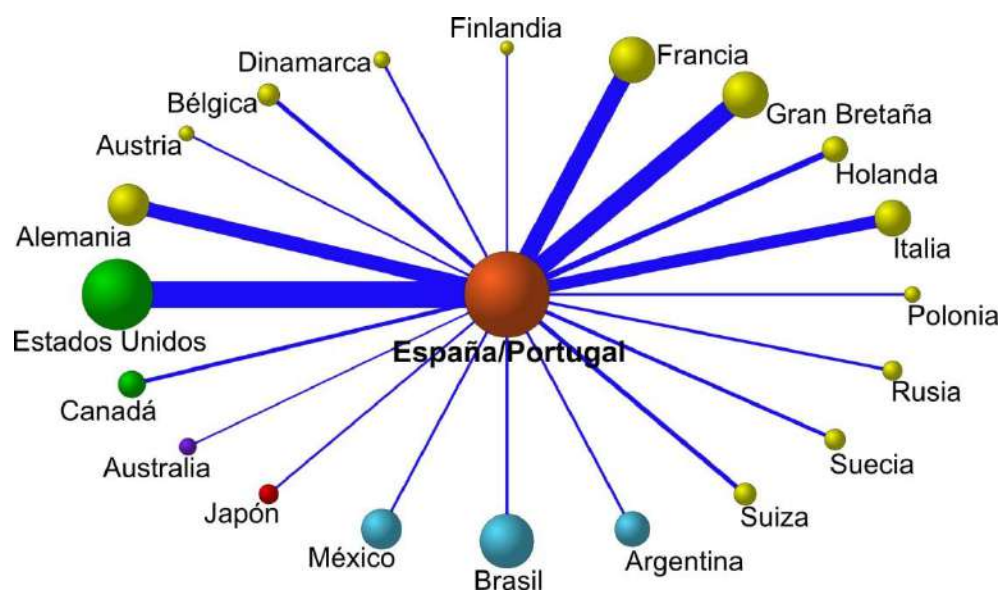 Finlandia
Dinamarca
Francia
Bélgica
Gran Bretaña
Austria
Holanda
Alemania
Italia
Estados Unidos
Polonia
España/Portugal
Canadá
Rusia
Australia
Suecia
Japón
Suiza
México
Argentina
Brasil